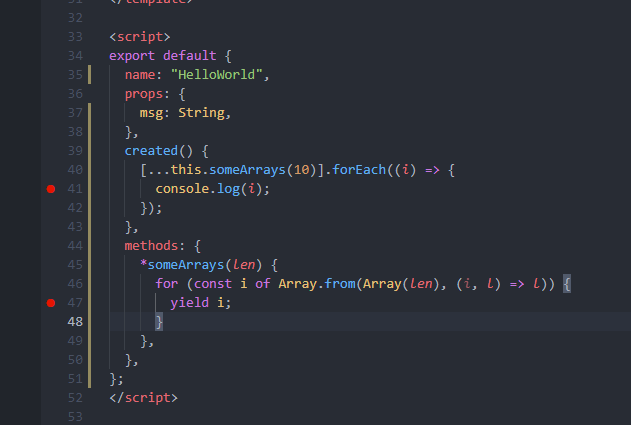 31 </template>
32
33 <script>
34 export default {
35 name: "HelloWorld",
36 props: {
37 msg: String,
38 },
39 created() {
40 [...this.someArrays(10)].forEach((i) => {
41 console.log(i);
42 });
43 },
44 methods: {
45 *someArrays(len) {
46 for (const i of Array.from(Array(len), (i, l) => l)) {
47 yield i;
48 }
49 },
50 },
51 };
52 </script>
53